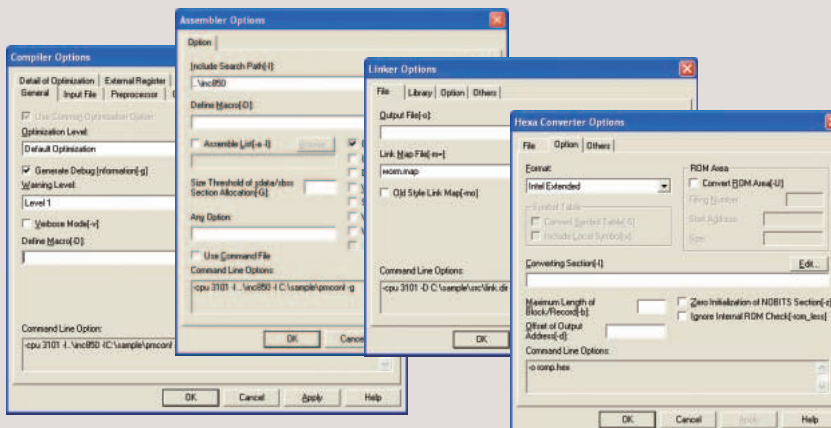 Compiler Options
Detail of Optimization External Register
General Input File Preprocessor
Use Common Optimization Option
Optimization Level:
Default Optimization
Generate Debug Information[-g]
Warning Level:
Level 1
Verbose Mode[-v]
Define Macro[-D]:
Command Line Option:
-cpu 3101 -I..\inc850 -IC:\sample\pmconf
OK Cancel Apply Help
Assembler Options
Option
Include Search Path[-I]:
..\inc850
Define Macro[-D]:
Assemble List[-a -l]:
Size Threshold of sdata/sbss
Section Allocation[-G]:
Any Option:
Use Command File
Command Line Options:
-cpu 3101 -I ..\inc850 -I C:\sample\pmconf -g
OK
Linker Options
File Library Option Others
Output File[-o]:
Link Map File[-m=]:
Old Style Link Map[-mo]
Command Line Options:
-cpu 3101 -D C:\sample\src\link.dir
OK
Hexa Converter Options
File Option Others
Format:
Intel Extended
Symbol Table
Convert Symbol Table[-S]
Include Local Symbol[-x]
ROM Area
Convert ROM Area[-U]
Filling Number
Start Address
Size
Converting Section[-I]:
Edit...
Maximum Length of
Block/Record[-b]:
Offset of Output
Address[-d]:
Zero Initialization of NOBITS Section[-z]
Ignore Internal ROM Check[-rom_less]
Command Line Options:
-o romp.hex
OK Cancel Apply Help